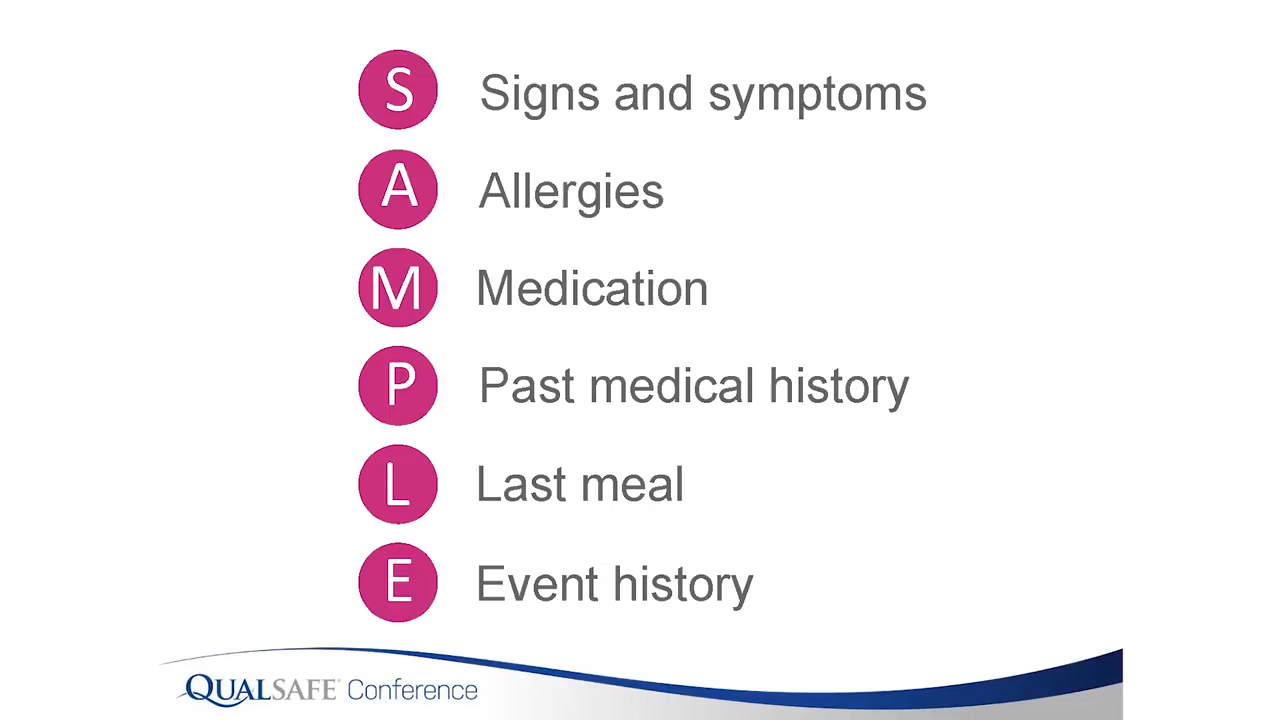 S Signs and symptoms
A Allergies
M Medication
P Past medical history
L Last meal
E Event history
QUALSAFE® Conference